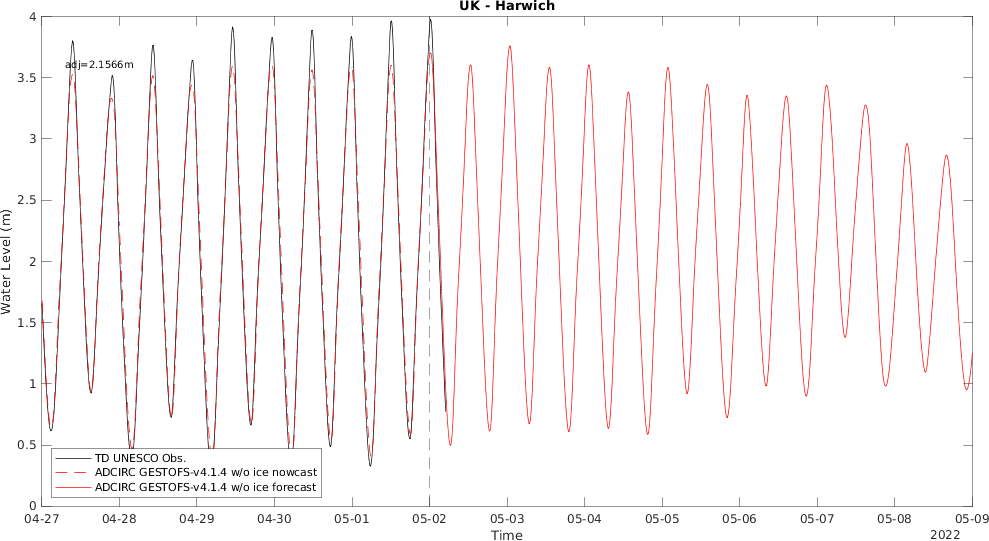 UK - Harwich
4
adj=2.1566m
3.5
3
2.5
2
1.5
1
0.5
0
Water Level (m)
TD UNESCO Obs.
ADCIRC GESTOFS-v4.1.4 w/o ice nowcast
ADCIRC GESTOFS-v4.1.4 w/o ice forecast
04-27 04-28 04-29 04-30 05-01 05-02 05-03 05-04 05-05 05-06 05-07 05-08 05-09
Time
2022